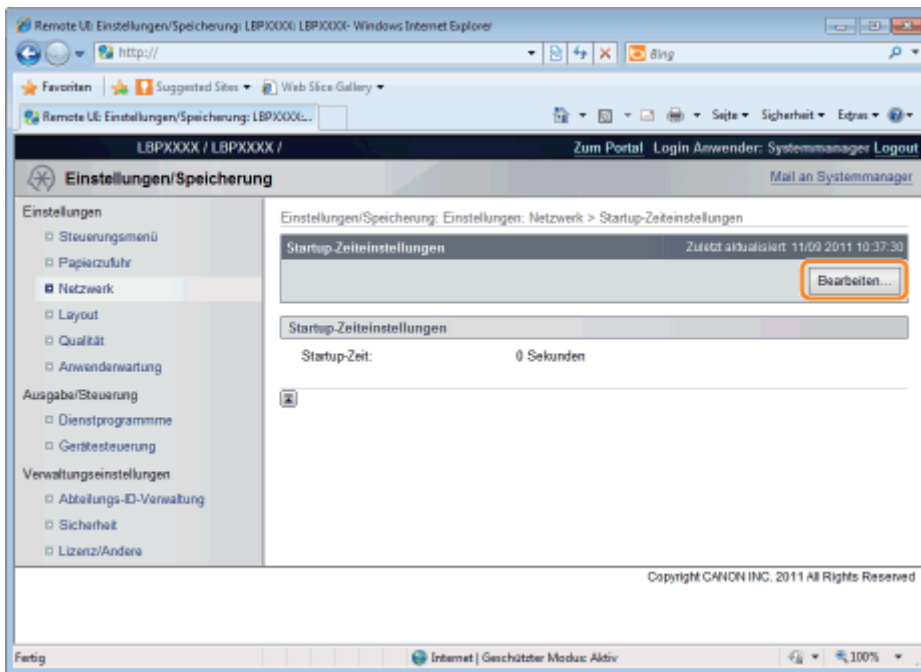 Remote UI: Einstellungen/Speicherung: LBPXXXX: LBPXXXX- Windows Internet Explorer
http://
Bing
Favoriten Suggested Sites Web Slice Gallery
Remote UI: Einstellungen/Speicherung: LBPXXXX:... Seite Sicherheit Extras
LBPXXXX / LBPXXXX / Zum Portal Login Anwender: Systemmanager Logout
Einstellungen/Speicherung Mail an Systemmanager
Einstellungen
Steuerungsmenü
Papierzufuhr
Netzwerk
Layout
Qualität
Anwenderwartung
Ausgabe/Steuerung
Dienstprogrammme
Gerätesteuerung
Verwaltungseinstellungen
Abteilungs-ID-Verwaltung
Sicherheit
Lizenz/Andere
Einstellungen/Speicherung: Einstellungen: Netzwerk > Startup-Zeiteinstellungen
Startup-Zeiteinstellungen Zuletzt aktualisiert: 11/09 2011 10:37:30
Bearbeiten...
Startup-Zeiteinstellungen
Startup-Zeit: 0 Sekunden
Copyright CANON INC. 2011 All Rights Reserved
Fertig Internet | Geschützter Modus: Aktiv 100%